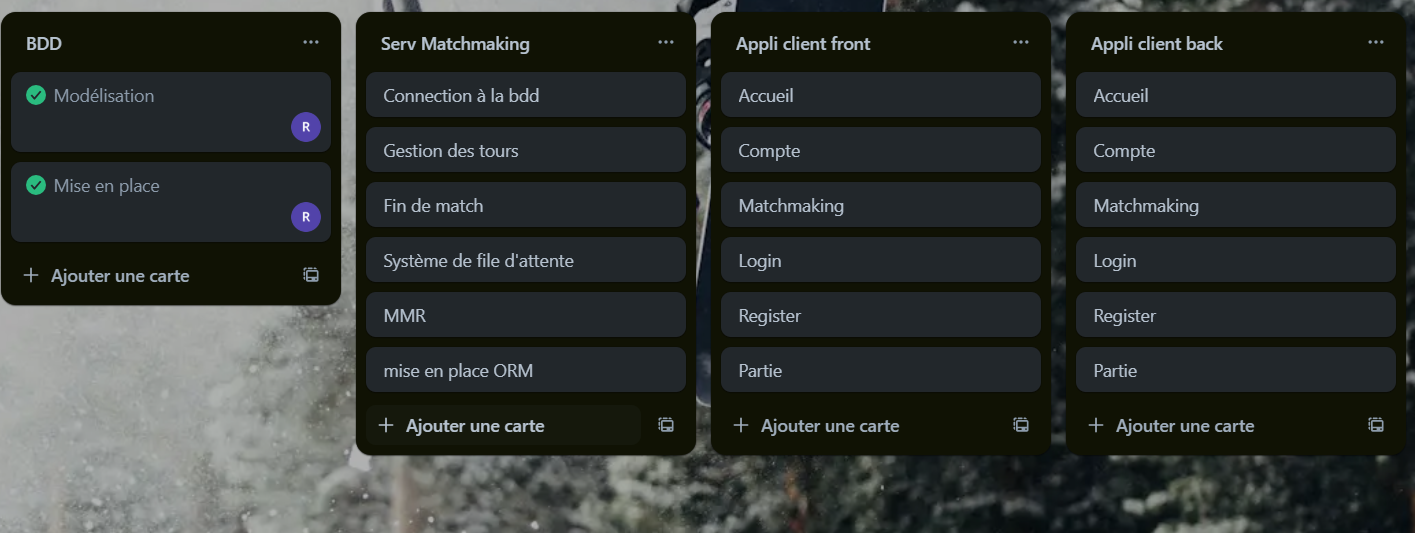 BDD
Modélisation
R
Mise en place
R
Ajouter une carte
Serv Matchmaking
Connection à la bdd
Gestion des tours
Fin de match
Système de file d'attente
MMR
mise en place ORM
Ajouter une carte
Appli client front
Accueil
Compte
Matchmaking
Login
Register
Partie
Ajouter une carte
Appli client back
Accueil
Compte
Matchmaking
Login
Register
Partie
Ajouter une carte